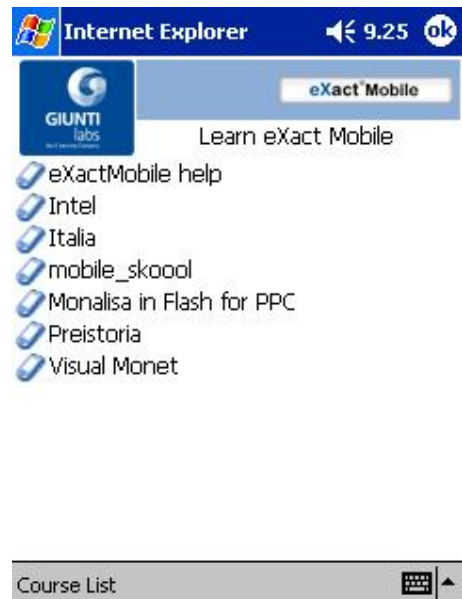 Internet Explorer 9.25 ok
GIUNTI
labs
eXact Mobile
Learn eXact Mobile
eXactMobile help
Intel
Italia
mobile_skoool
Monalisa in Flash for PPC
Preistoria
Visual Monet
Course List